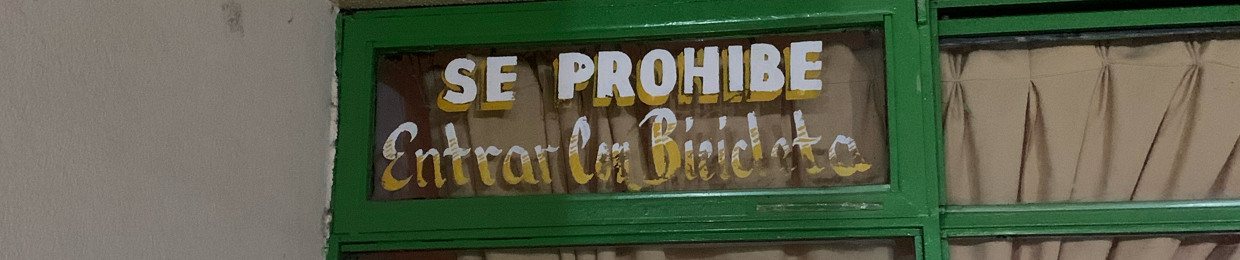 SE PROHIBE
Entrar Con Bicicleta